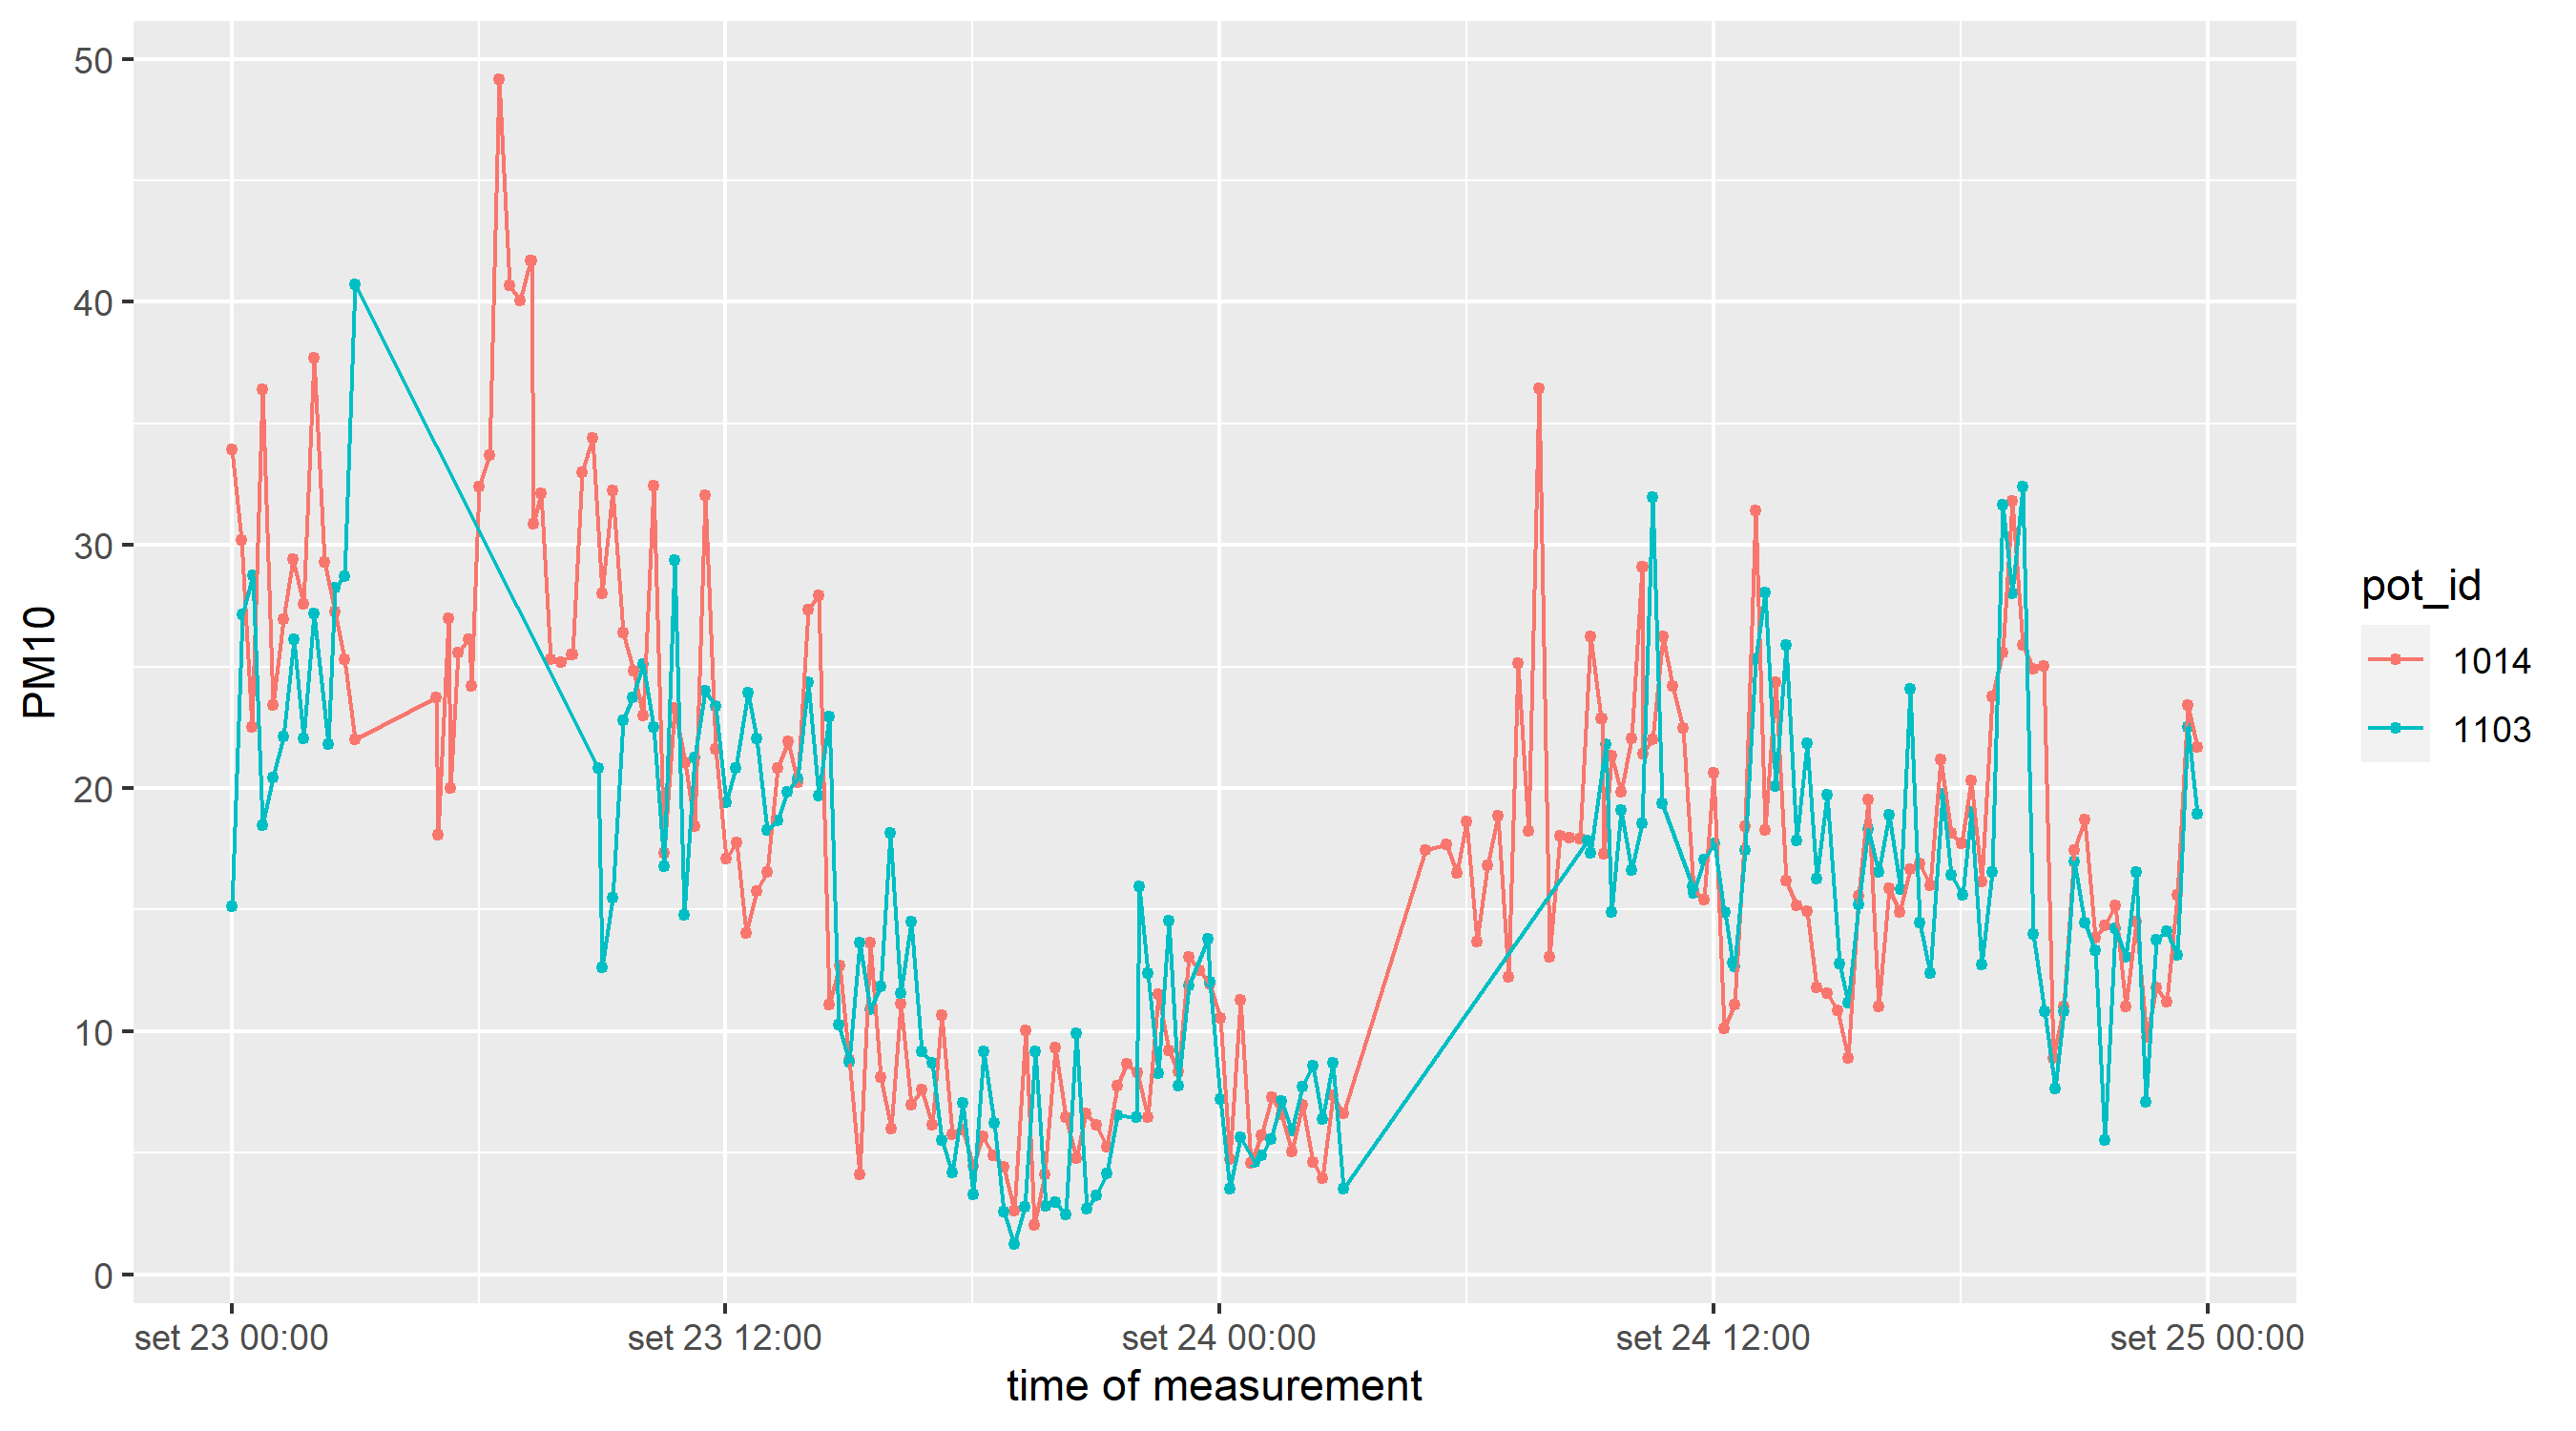 50
40
30
20
10
0
PM10
set 23 00:00
set 23 12:00
set 24 00:00
set 24 12:00
set 25 00:00
time of measurement
pot_id
1014
1103